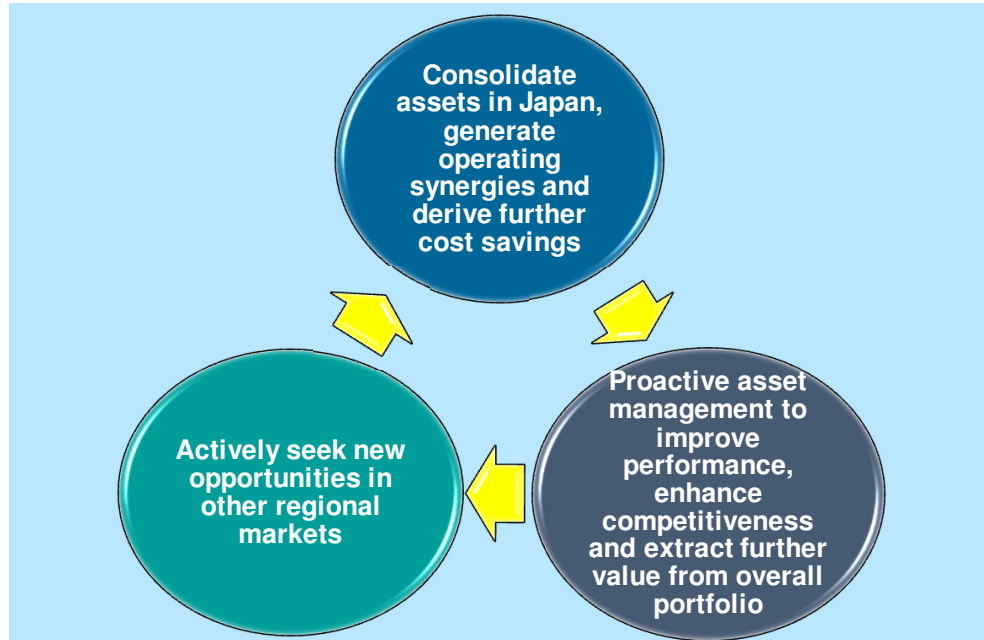 Consolidate
assets in Japan,
generate
operating
synergies and
derive further
cost savings
Proactive asset
management to
improve
performance,
enhance
competitiveness
and extract further
value from overall
portfolio
Actively seek new
opportunities in
other regional
markets